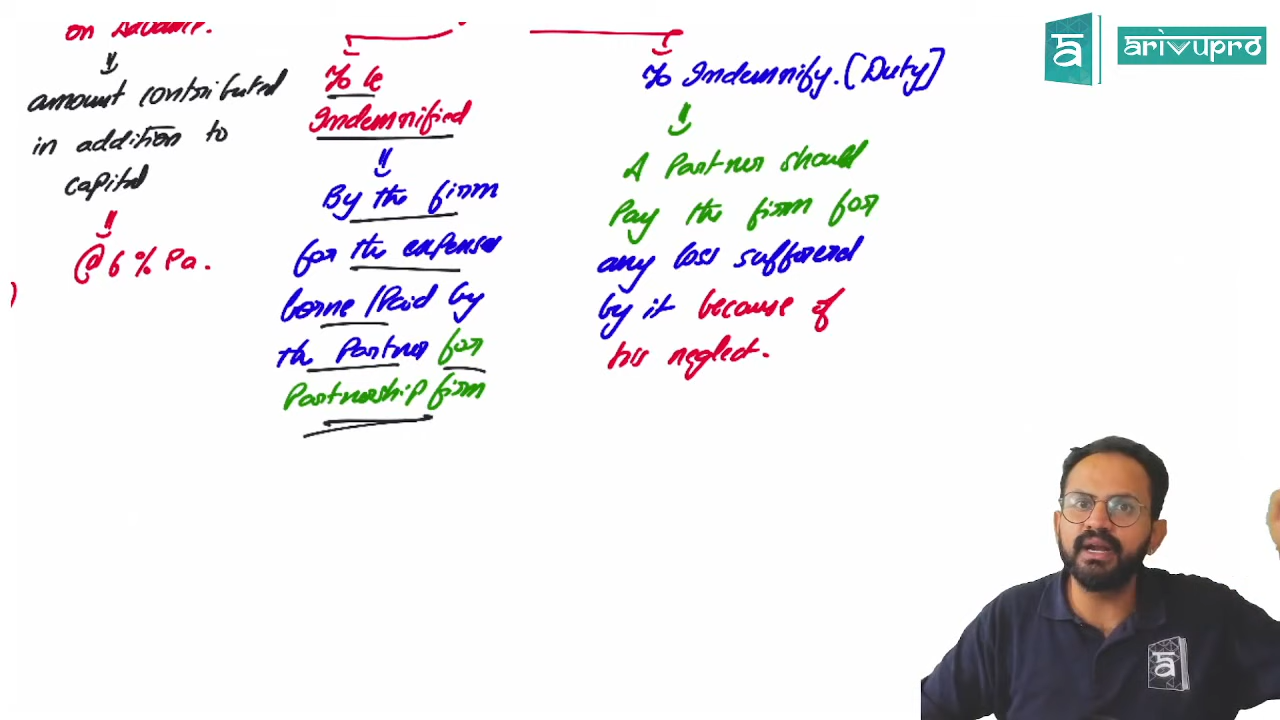 on Advance.
amount contributed
in addition to
capital
@ 6 % Pa.
)
To be
Indemnified
By the firm
for the expenses
borne / Paid by
the Partner for
Partnership firm
To Indemnify. (Duty)
A Partner should
Pay the firm for
any loss suffered
by it because of
his neglect.
arivupro